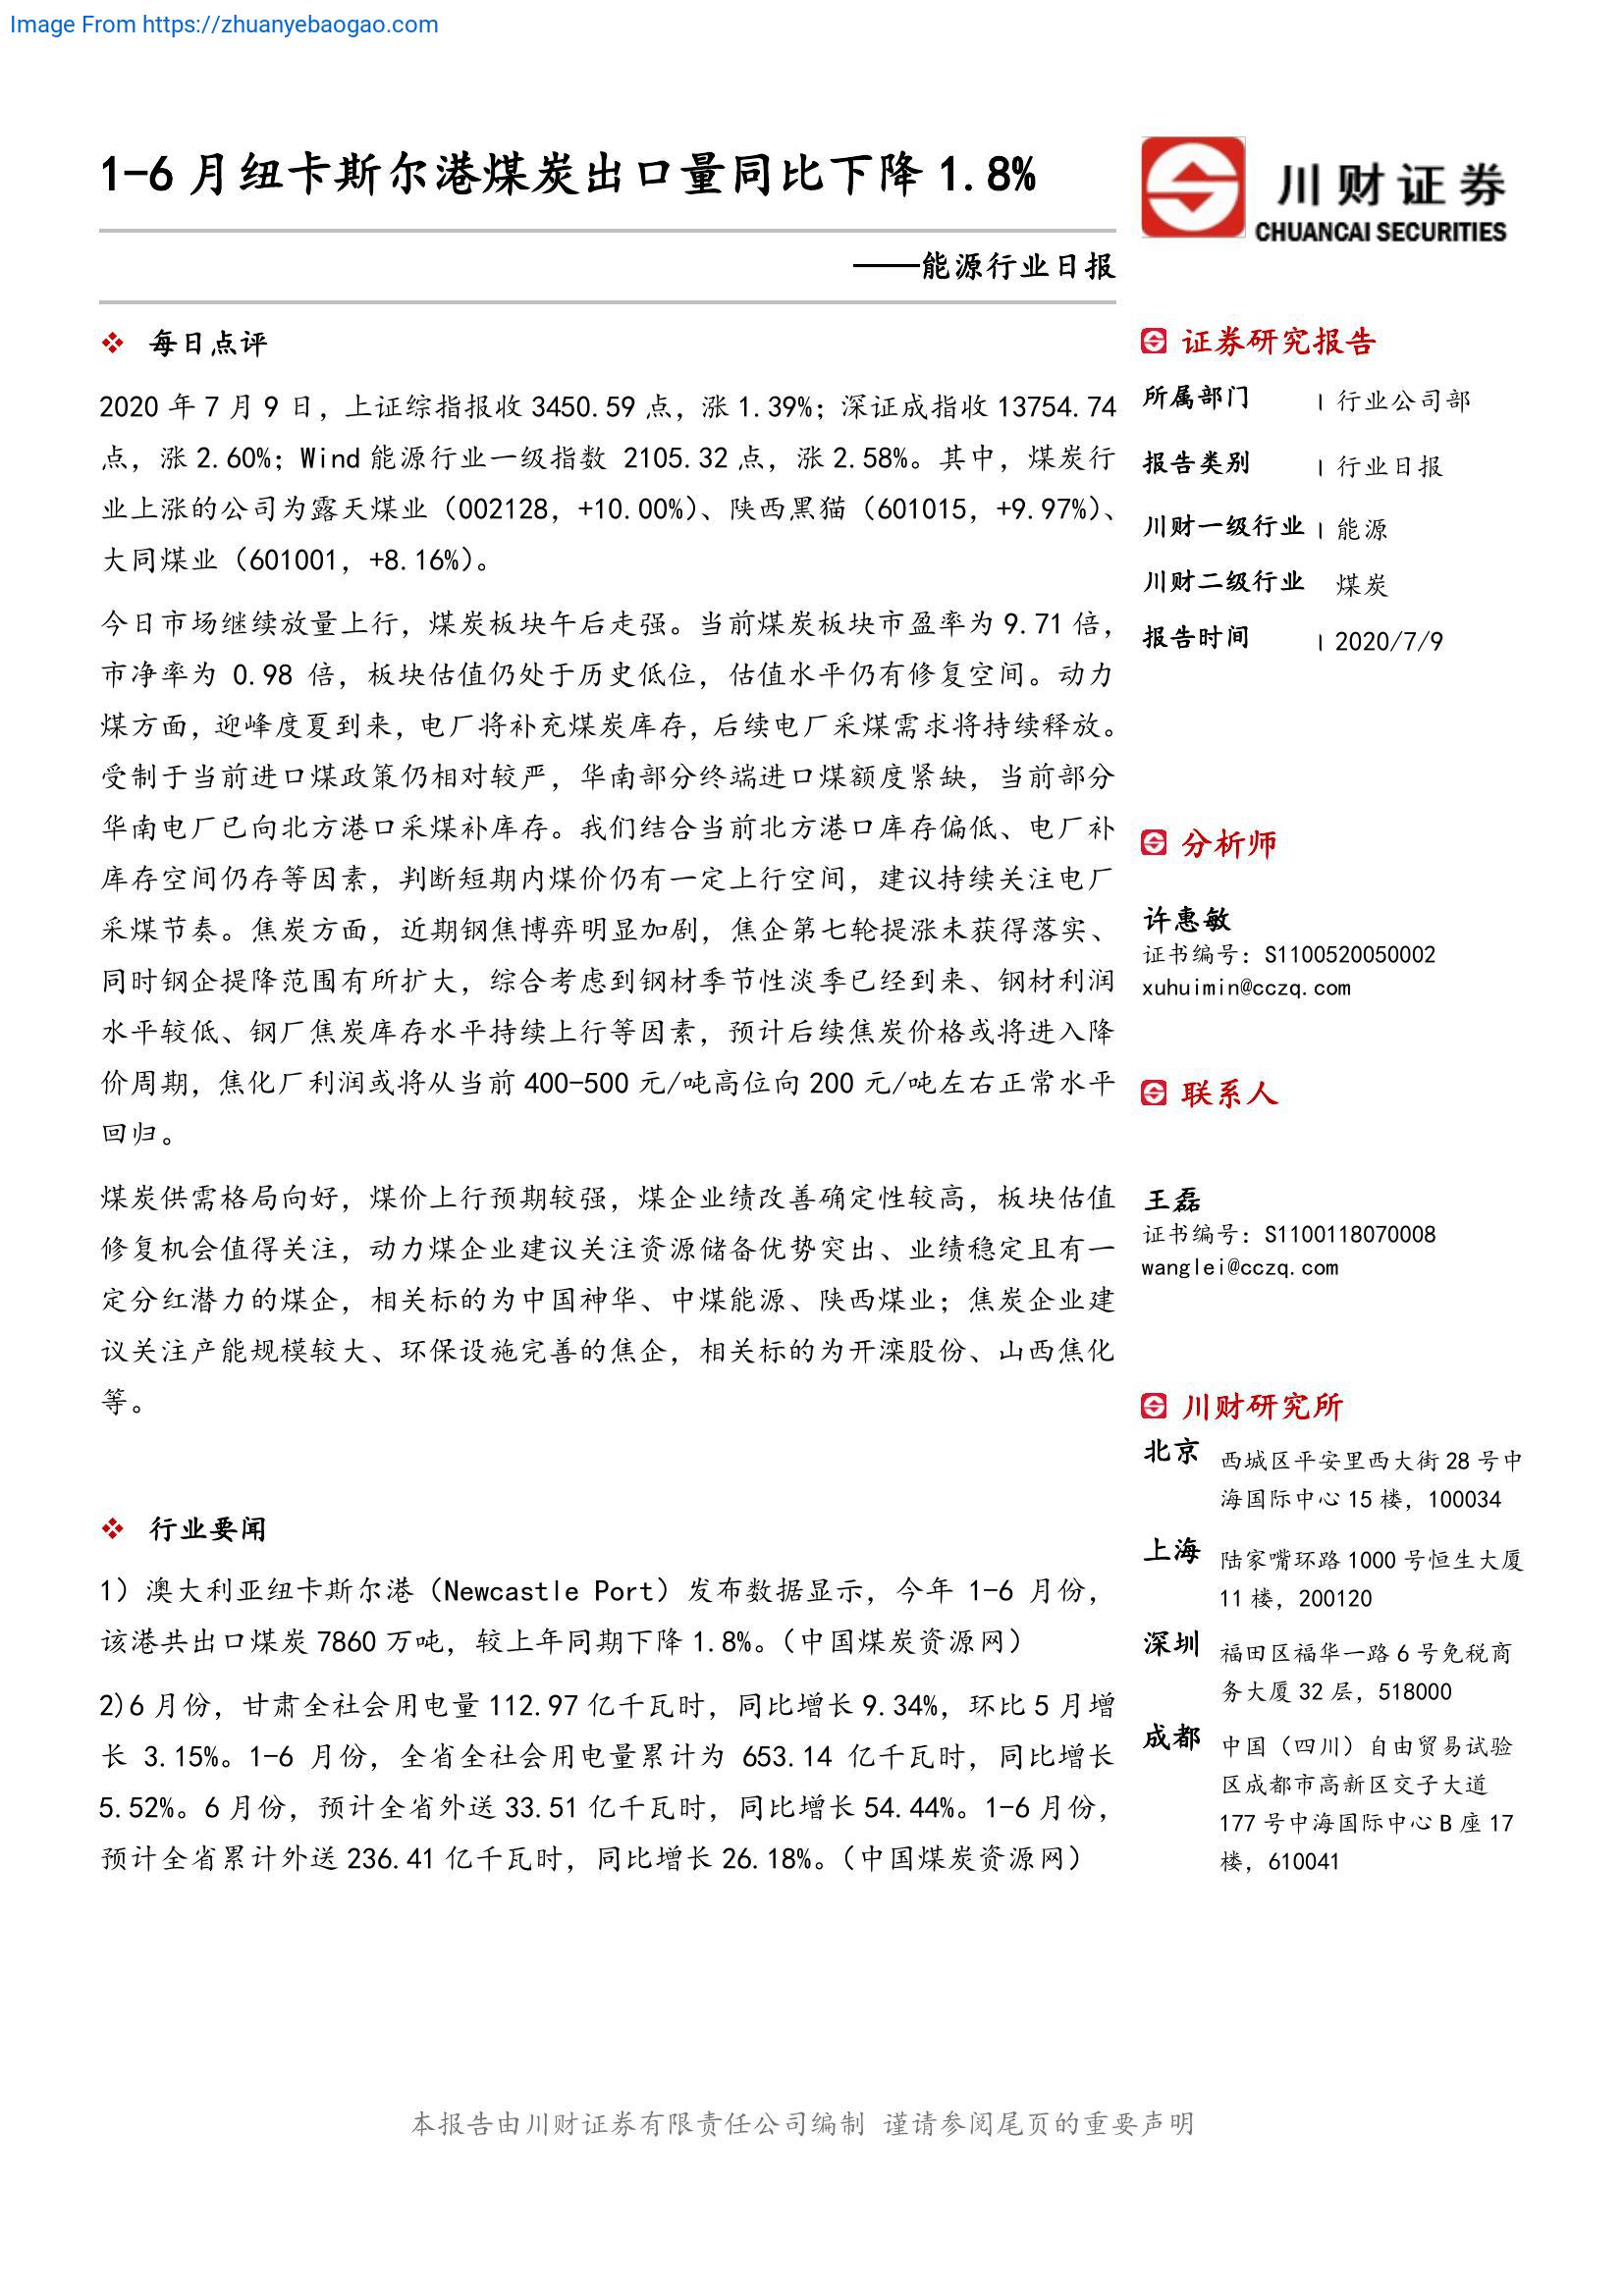 Image From https://zhuanyebaogao.com
1-6 月纽卡斯尔港煤炭出口量同比下降 1.8%
——能源行业日报
川财证券
CHUANCAI SECURITIES
每日点评
2020 年 7 月 9 日，上证综指报收 3450.59 点，涨 1.39%；深证成指收 13754.74
点，涨 2.60%；Wind 能源行业一级指数 2105.32 点，涨 2.58%。其中，煤炭行
业上涨的公司为露天煤业（002128，+10.00%）、陕西黑猫（601015，+9.97%）、
大同煤业（601001，+8.16%）。
今日市场继续放量上行，煤炭板块午后走强。当前煤炭板块市盈率为 9.71 倍，
市净率为 0.98 倍，板块估值仍处于历史低位，估值水平仍有修复空间。动力
煤方面，迎峰度夏到来，电厂将补充煤炭库存，后续电厂采煤需求将持续释放。
受制于当前进口煤政策仍相对较严，华南部分终端进口煤额度紧缺，当前部分
华南电厂已向北方港口采煤补库存。我们结合当前北方港口库存偏低、电厂补
库存空间仍存等因素，判断短期内煤价仍有一定上行空间，建议持续关注电厂
采煤节奏。焦炭方面，近期钢焦博弈明显加剧，焦企第七轮提涨未获得落实、
同时钢企提降范围有所扩大，综合考虑到钢材季节性淡季已经到来、钢材利润
水平较低、钢厂焦炭库存水平持续上行等因素，预计后续焦炭价格或将进入降
价周期，焦化厂利润或将从当前 400-500 元/吨高位向 200 元/吨左右正常水平
回归。
煤炭供需格局向好，煤价上行预期较强，煤企业绩改善确定性较高，板块估值
修复机会值得关注，动力煤企业建议关注资源储备优势突出、业绩稳定且有一
定分红潜力的煤企，相关标的为中国神华、中煤能源、陕西煤业；焦炭企业建
议关注产能规模较大、环保设施完善的焦企，相关标的为开滦股份、山西焦化
等。
行业要闻
1）澳大利亚纽卡斯尔港（Newcastle Port）发布数据显示，今年 1-6 月份，
该港共出口煤炭 7860 万吨，较上年同期下降 1.8%。（中国煤炭资源网）
2)6 月份，甘肃全社会用电量 112.97 亿千瓦时，同比增长 9.34%，环比 5 月增
长 3.15%。1-6 月份，全省全社会用电量累计为 653.14 亿千瓦时，同比增长
5.52%。6 月份，预计全省外送 33.51 亿千瓦时，同比增长 54.44%。1-6 月份，
预计全省累计外送 236.41 亿千瓦时，同比增长 26.18%。（中国煤炭资源网）
证券研究报告
所属部门 | 行业公司部
报告类别 | 行业日报
川财一级行业 | 能源
川财二级行业 煤炭
报告时间 | 2020/7/9
分析师
许惠敏
证书编号：S1100520050002
xuhuimin@cczq.com
联系人
王磊
证书编号：S1100118070008
wanglei@cczq.com
川财研究所
北京 西城区平安里西大街 28 号中
海国际中心 15 楼，100034
上海 陆家嘴环路 1000 号恒生大厦
11 楼，200120
深圳 福田区福华一路 6 号免税商
务大厦 32 层，518000
成都 中国（四川）自由贸易试验
区成都市高新区交子大道
177 号中海国际中心 B 座 17
楼，610041
本报告由川财证券有限责任公司编制 谨请参阅尾页的重要声明